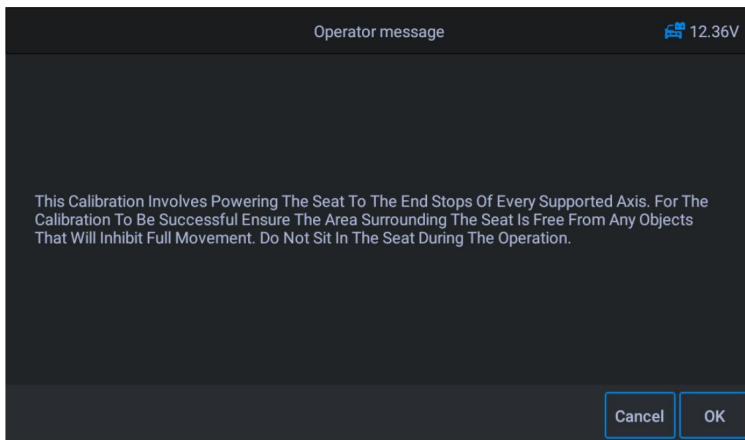 Operator message
12.36V
This Calibration Involves Powering The Seat To The End Stops Of Every Supported Axis. For The
Calibration To Be Successful Ensure The Area Surrounding The Seat Is Free From Any Objects
That Will Inhibit Full Movement. Do Not Sit In The Seat During The Operation.
Cancel
OK